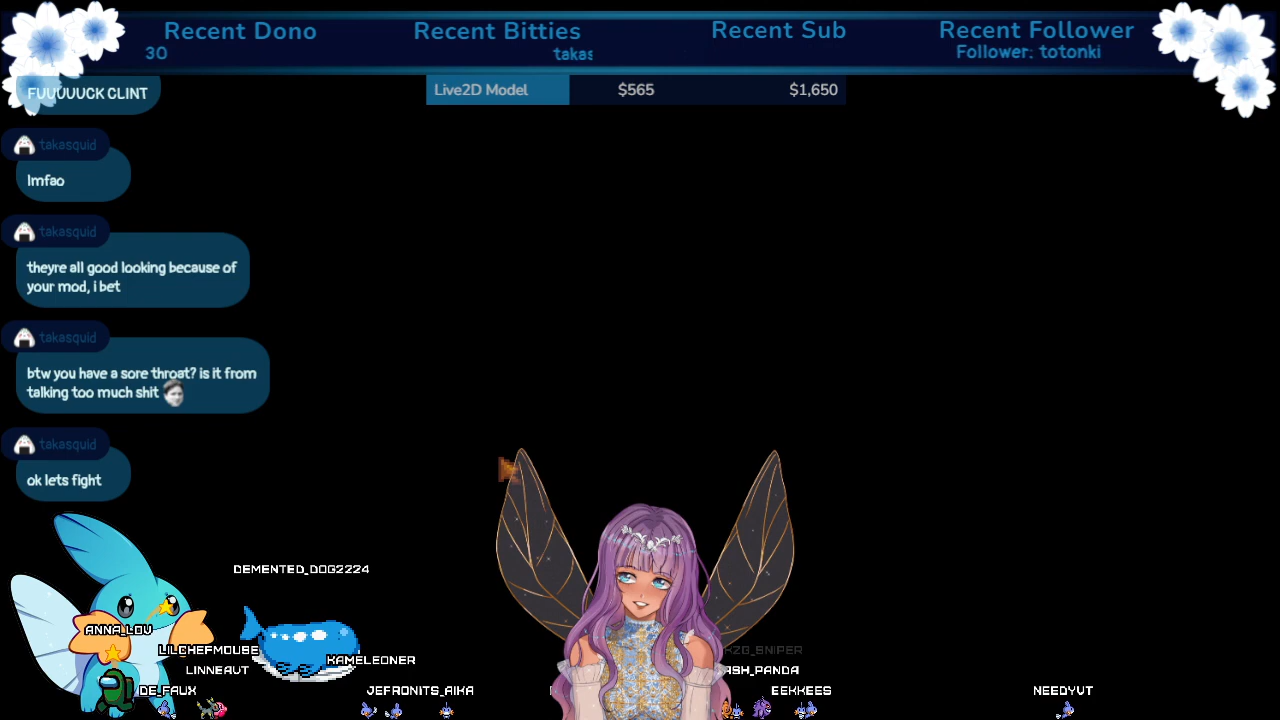 Recent Dono
30
Recent Bitties
takas
Recent Sub
Recent Follower
Follower: totonki
Live2D Model $565 $1,650
FUUUUUCK CLINT
takasquid
lmfao
takasquid
theyre all good looking because of
your mod, i bet
takasquid
btw you have a sore throat? is it from
talking too much shit
takasquid
ok lets fight
DEMENTED_DOG2224
ANNA_LOU
LILCHEFMOUSE
LINNEAUT
KAMELEONER
DE_FAUX
JEFRONITS_AIKA
EEKKEES
NEEDYVT